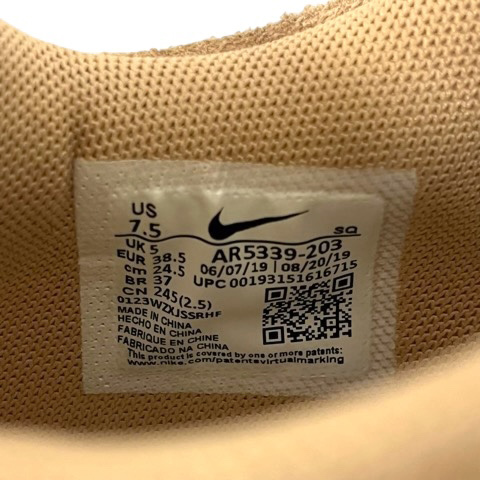 US
7.5
UK 5
EUR 38.5
cm 24.5
BR 37
CN 245(2.5)
SQ
AR5339-203
06/07/19 | 08/20/19
UPC 00193151616715
0123WZXJSSRHF
MADE IN CHINA
HECHO EN CHINA
FABRIQUE EN CHINE
FABRICADO NA CHINA
This product is covered by one or more patents:
www.nike.com/patentsvirtualmarking